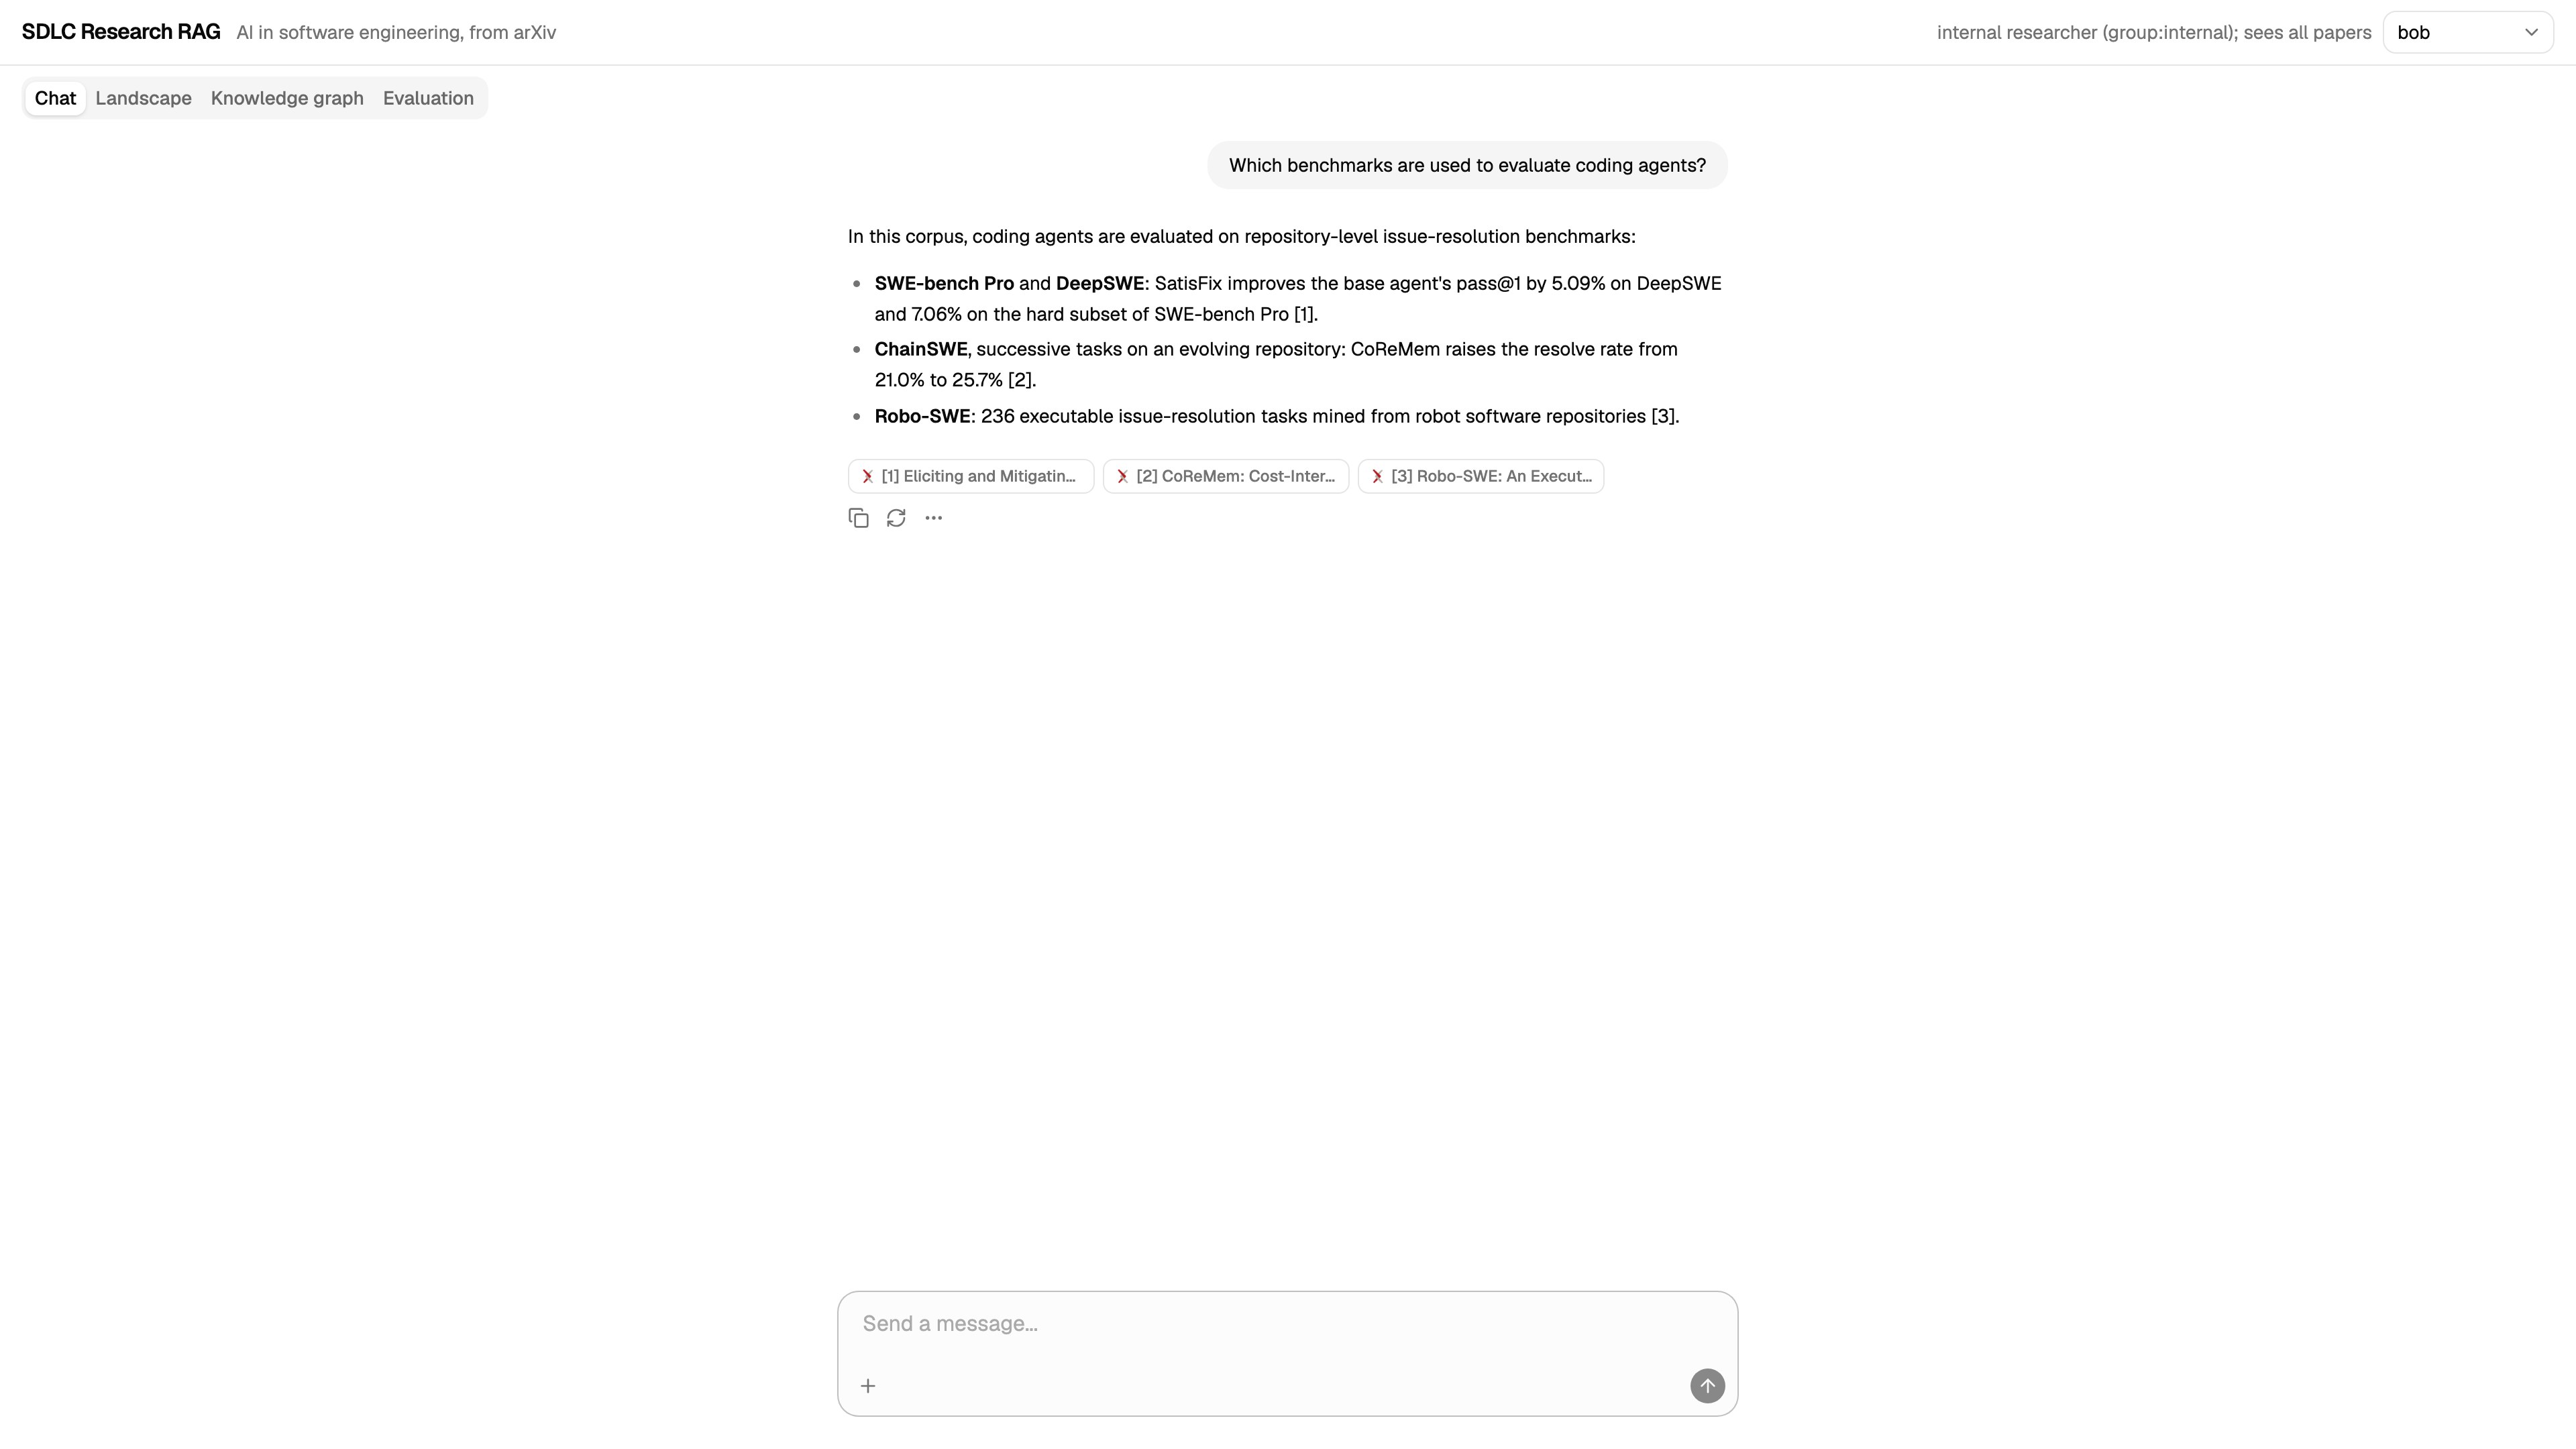 SDLC Research RAG AI in software engineering, from arXiv
internal researcher (group:internal); sees all papers bob
Chat Landscape Knowledge graph Evaluation
Which benchmarks are used to evaluate coding agents?
In this corpus, coding agents are evaluated on repository-level issue-resolution benchmarks:
• SWE-bench Pro and DeepSWE: SatisFix improves the base agent's pass@1 by 5.09% on DeepSWE
and 7.06% on the hard subset of SWE-bench Pro [1].
• ChainSWE, successive tasks on an evolving repository: CoReMem raises the resolve rate from
21.0% to 25.7% [2].
• Robo-SWE: 236 executable issue-resolution tasks mined from robot software repositories [3].
[1] Eliciting and Mitigatin... [2] CoReMem: Cost-Inter... [3] Robo-SWE: An Execut...
Send a message...